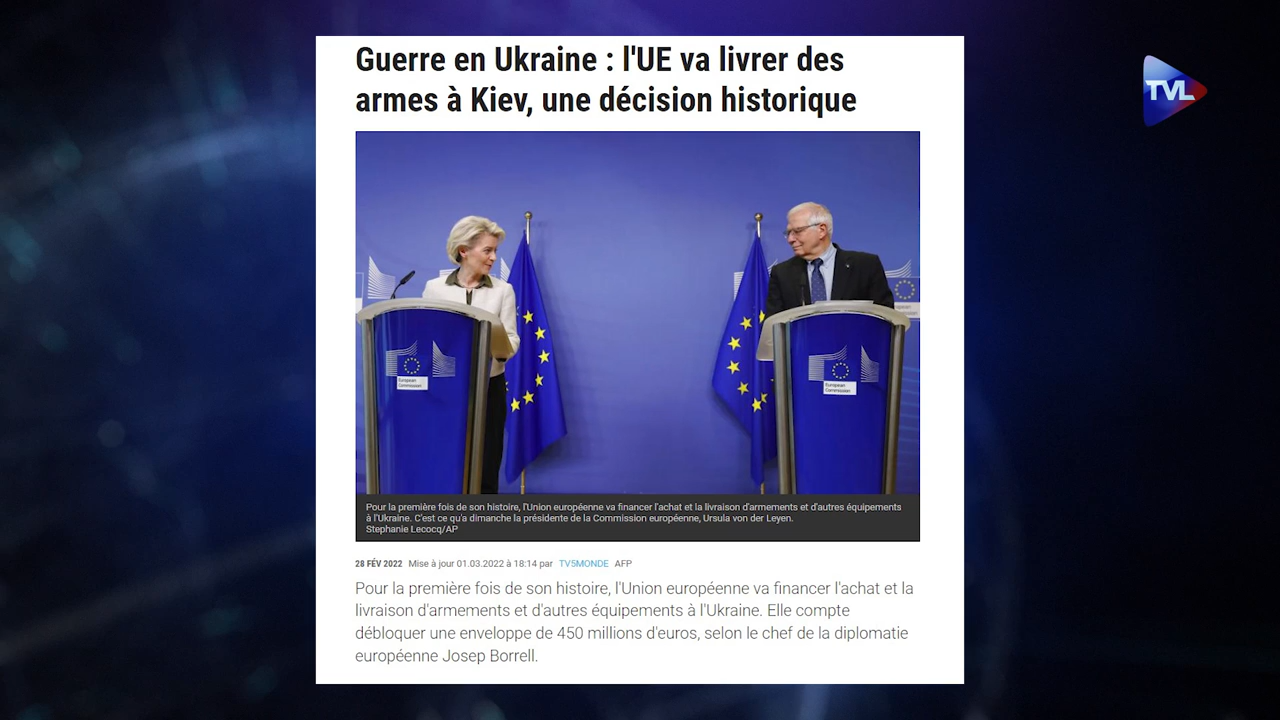 Guerre en Ukraine : l'UE va livrer des
armes à Kiev, une décision historique
TVL
European
Commission
European
Commission
Pour la première fois de son histoire, l'Union européenne va financer l'achat et la livraison d'armements et d'autres équipements
à l'Ukraine. C'est ce qu'a dimanche la présidente de la Commission européenne, Ursula von der Leyen.
Stephanie Lecocq/AP
28 FÉV 2022 Mise à jour 01.03.2022 à 18:14 par TV5MONDE AFP
Pour la première fois de son histoire, l'Union européenne va financer l'achat et la
livraison d'armements et d'autres équipements à l'Ukraine. Elle compte
débloquer une enveloppe de 450 millions d'euros, selon le chef de la diplomatie
européenne Josep Borrell.